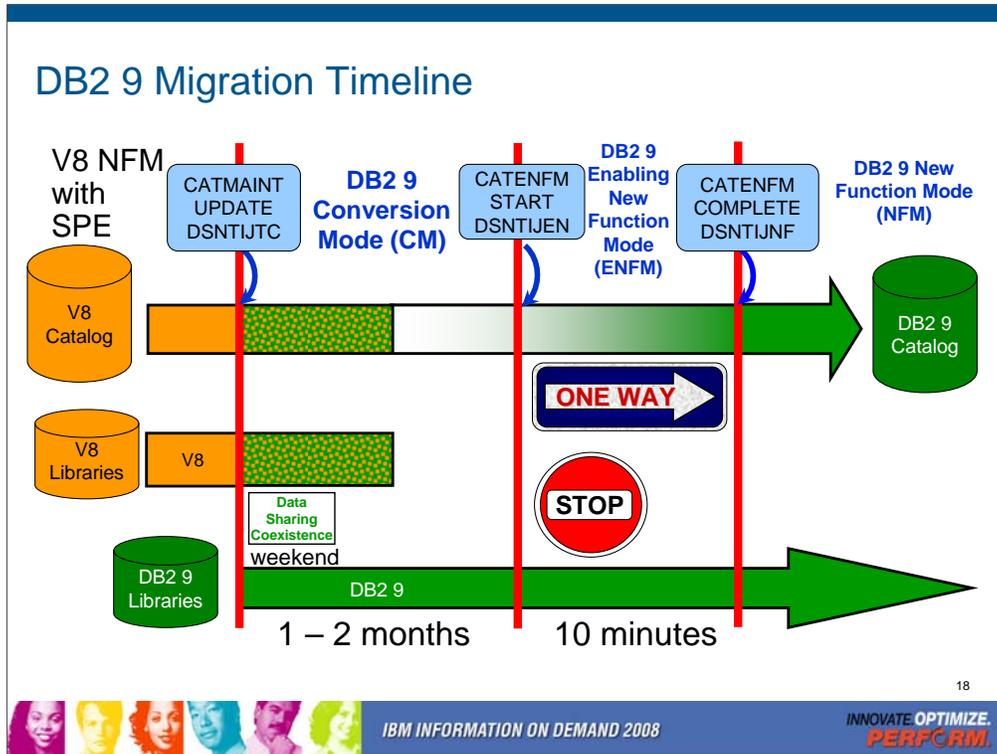 DB2 9 Migration Timeline
V8 NFM
with
SPE
CATMAINT
UPDATE
DSNTIJTC
DB2 9
Conversion
Mode (CM)
CATENFM
START
DSNTIJEN
DB2 9
Enabling
New
Function
Mode
(ENFM)
CATENFM
COMPLETE
DSNTIJNF
DB2 9 New
Function Mode
(NFM)
V8
Catalog
DB2 9
Catalog
ONE WAY
V8
Libraries
V8
STOP
Data
Sharing
Coexistence
weekend
DB2 9
Libraries
DB2 9
1 – 2 months
10 minutes
18
IBM INFORMATION ON DEMAND 2008
INNOVATE.OPTIMIZE.
PERFORM.